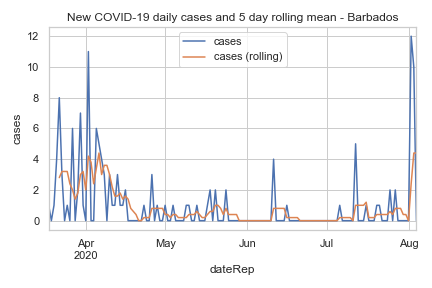 New COVID-19 daily cases and 5 day rolling mean - Barbados
cases
cases (rolling)
12
10
8
6
4
2
0
cases
Apr
2020
May
Jun
Jul
Aug
dateRep